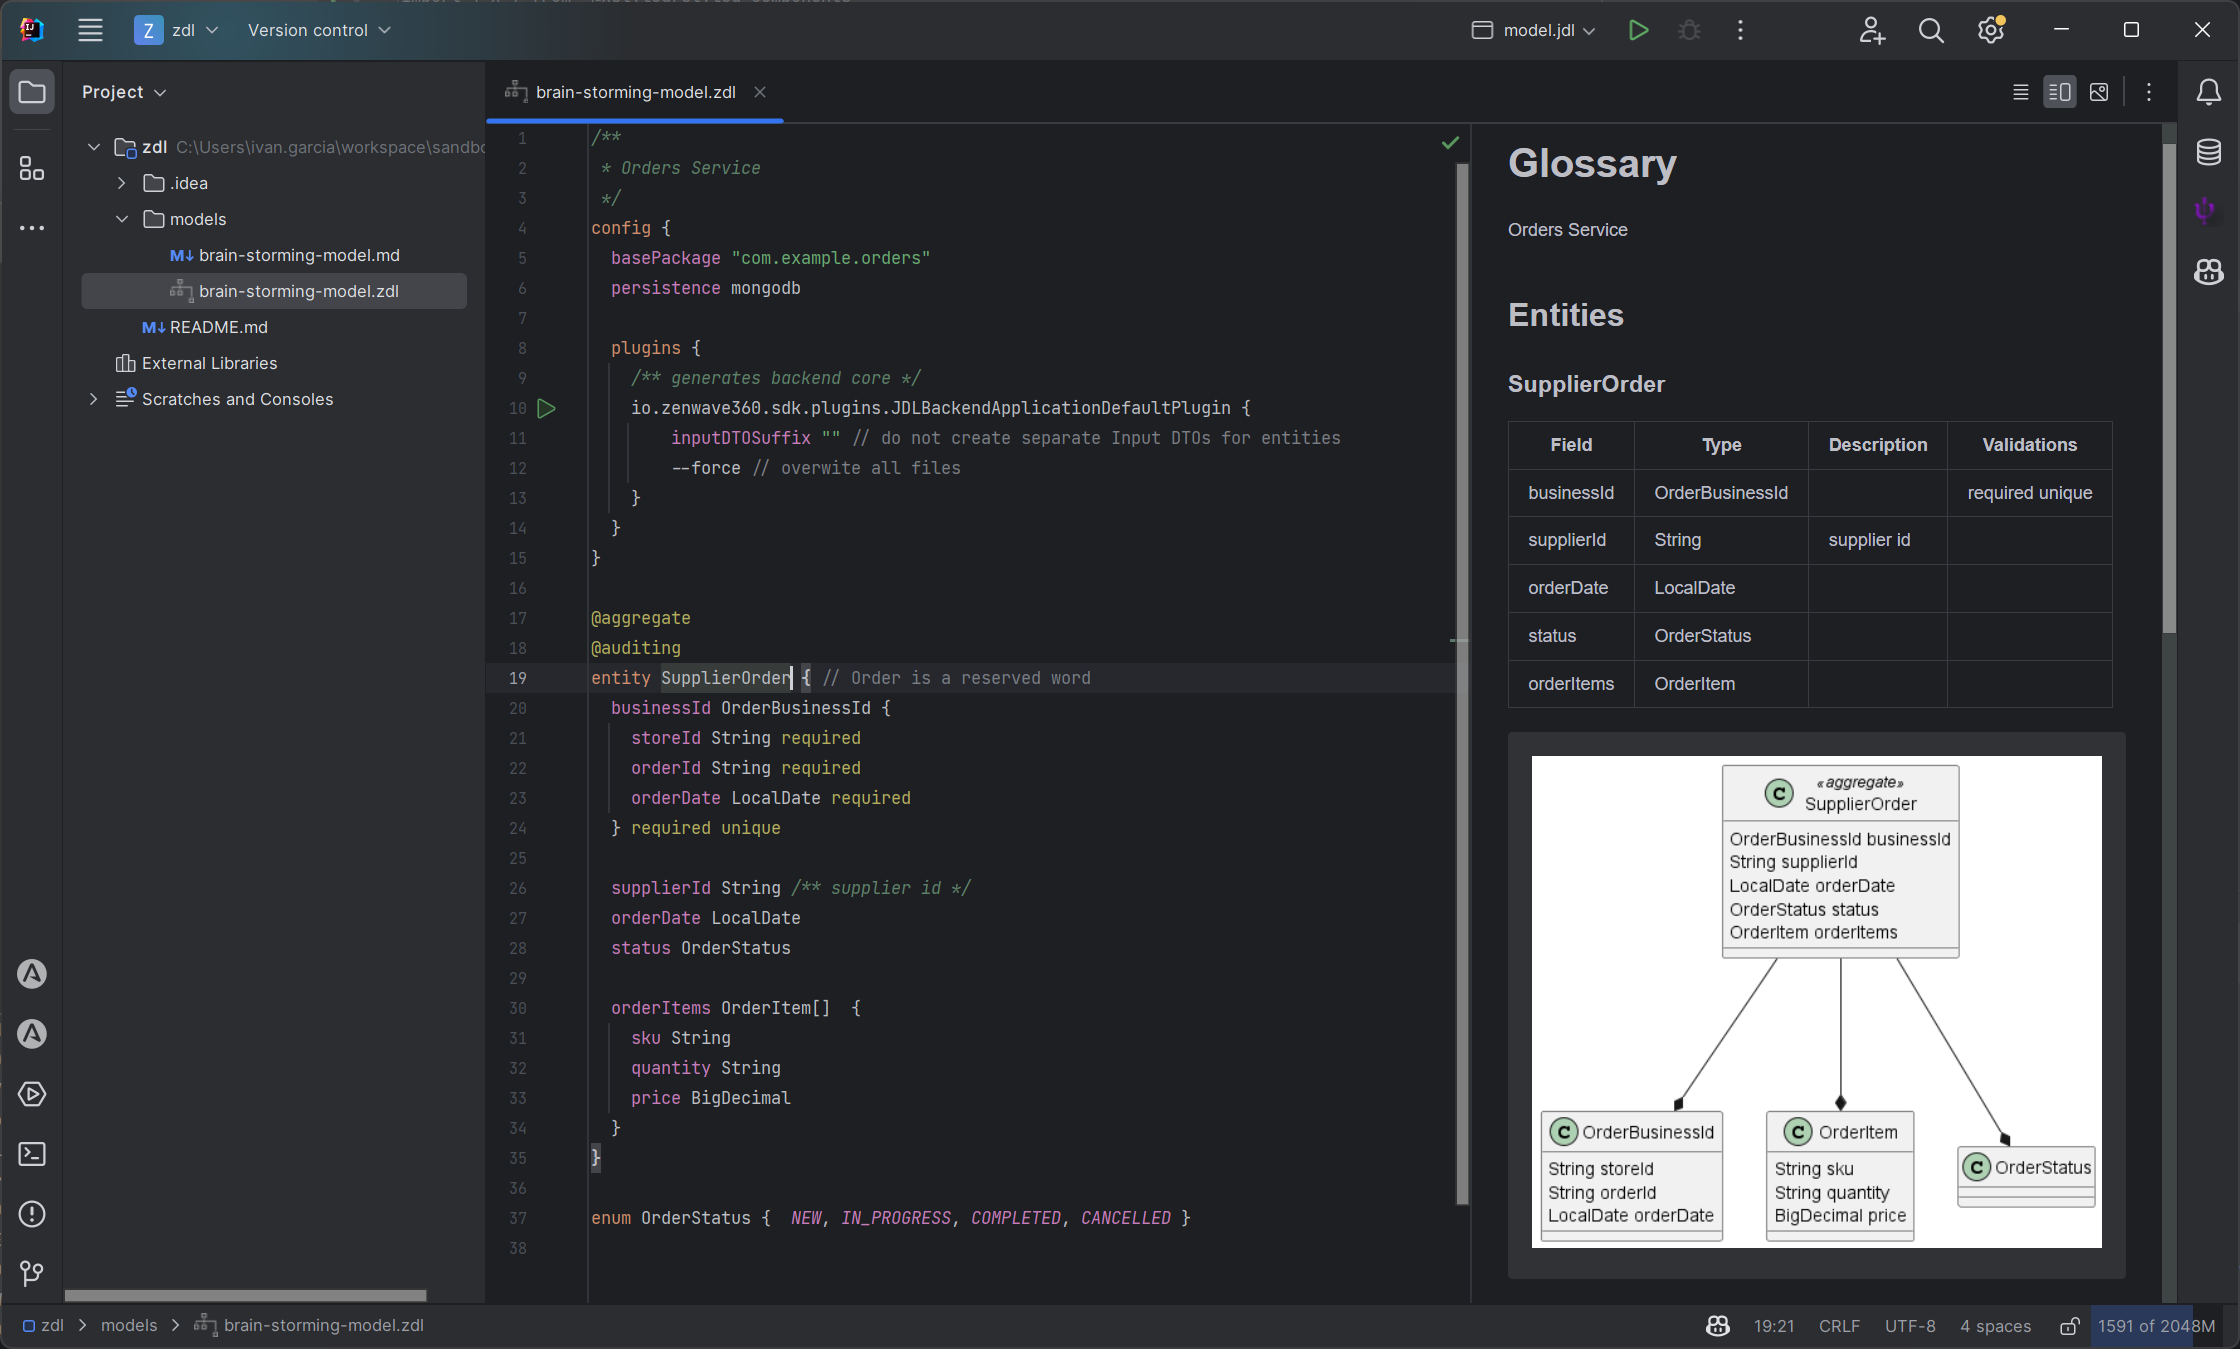 Z zdl Version control model.jdl
Project
zdl C:\Users\ivan.garcia\workspace\sandbo
.idea
models
M↓ brain-storming-model.md
brain-storming-model.zdl
M↓ README.md
External Libraries
Scratches and Consoles
brain-storming-model.zdl
1 /**
2 * Orders Service
3 */
4 config {
5 basePackage "com.example.orders"
6 persistence mongodb
7
8 plugins {
9 /** generates backend core */
10 io.zenwave360.sdk.plugins.JDLBackendApplicationDefaultPlugin {
11 inputDTOSuffix "" // do not create separate Input DTOs for entities
12 --force // overwite all files
13 }
14 }
15 }
16
17 @aggregate
18 @auditing
19 entity SupplierOrder { // Order is a reserved word
20 businessId OrderBusinessId {
21 storeId String required
22 orderId String required
23 orderDate LocalDate required
24 } required unique
25
26 supplierId String /** supplier id */
27 orderDate LocalDate
28 status OrderStatus
29
30 orderItems OrderItem[] {
31 sku String
32 quantity String
33 price BigDecimal
34 }
35 }
36
37 enum OrderStatus { NEW, IN_PROGRESS, COMPLETED, CANCELLED }
38
Glossary
Orders Service
Entities
SupplierOrder
Field Type Description Validations
businessId OrderBusinessId required unique
supplierId String supplier id
orderDate LocalDate
status OrderStatus
orderItems OrderItem
«aggregate»
C SupplierOrder
OrderBusinessId businessId
String supplierId
LocalDate orderDate
OrderStatus status
OrderItem orderItems
C OrderBusinessId
String storeId
String orderId
LocalDate orderDate
C OrderItem
String sku
String quantity
BigDecimal price
C OrderStatus
zdl > models > brain-storming-model.zdl
19:21 CRLF UTF-8 4 spaces 1591 of 2048M